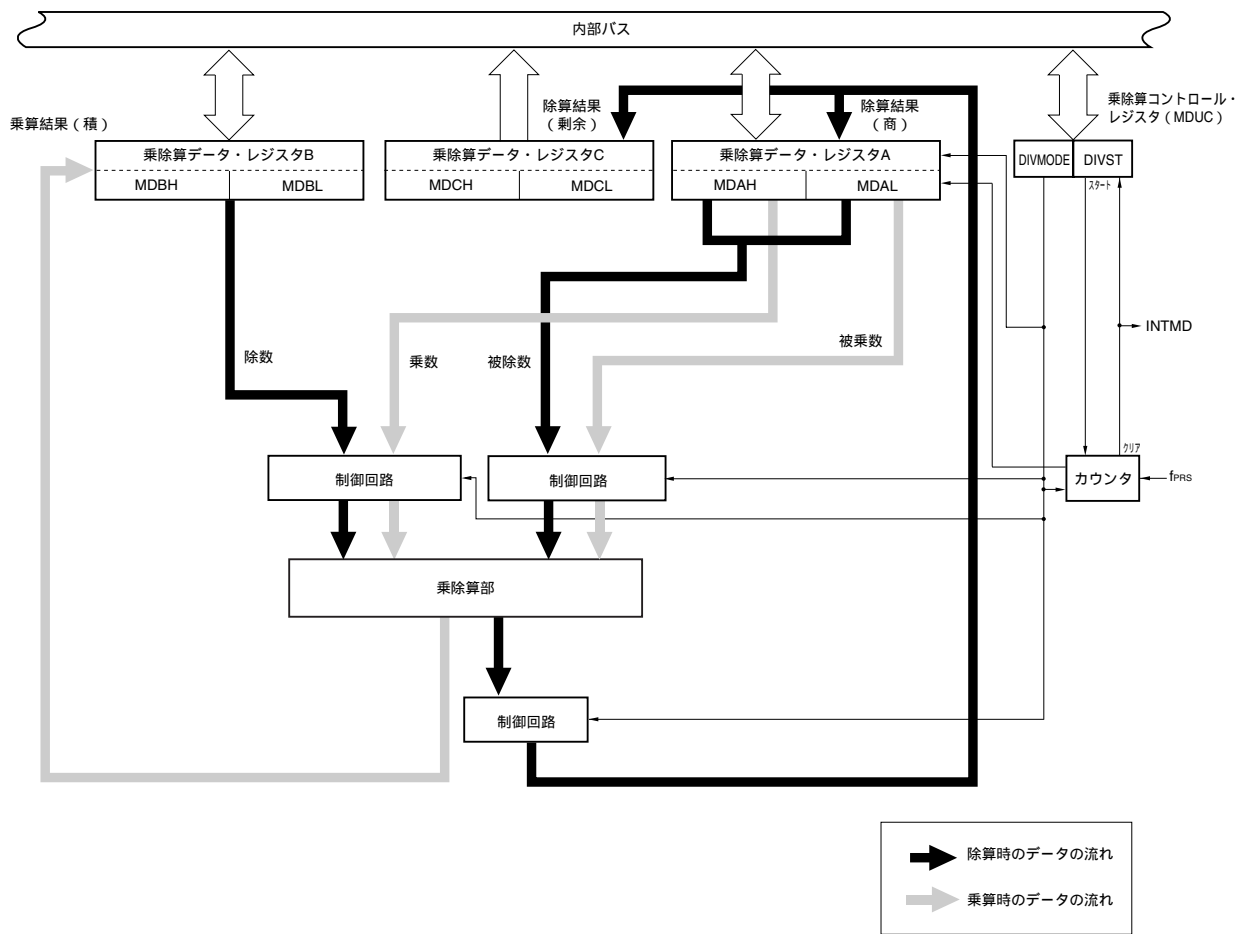 内部バス
乗算結果（積）
除算結果
（剰余）
除算結果
（商）
乗除算コントロール・
レジスタ（MDUC）
乗除算データ・レジスタB
MDBH
MDBL
乗除算データ・レジスタC
MDCH
MDCL
乗除算データ・レジスタA
MDAH
MDAL
DIVMODE
DIVST
スタート
INTMD
除数
乗数
被除数
被乗数
クリア
制御回路
制御回路
カウンタ
fPRS
乗除算部
制御回路
除算時のデータの流れ
乗算時のデータの流れ